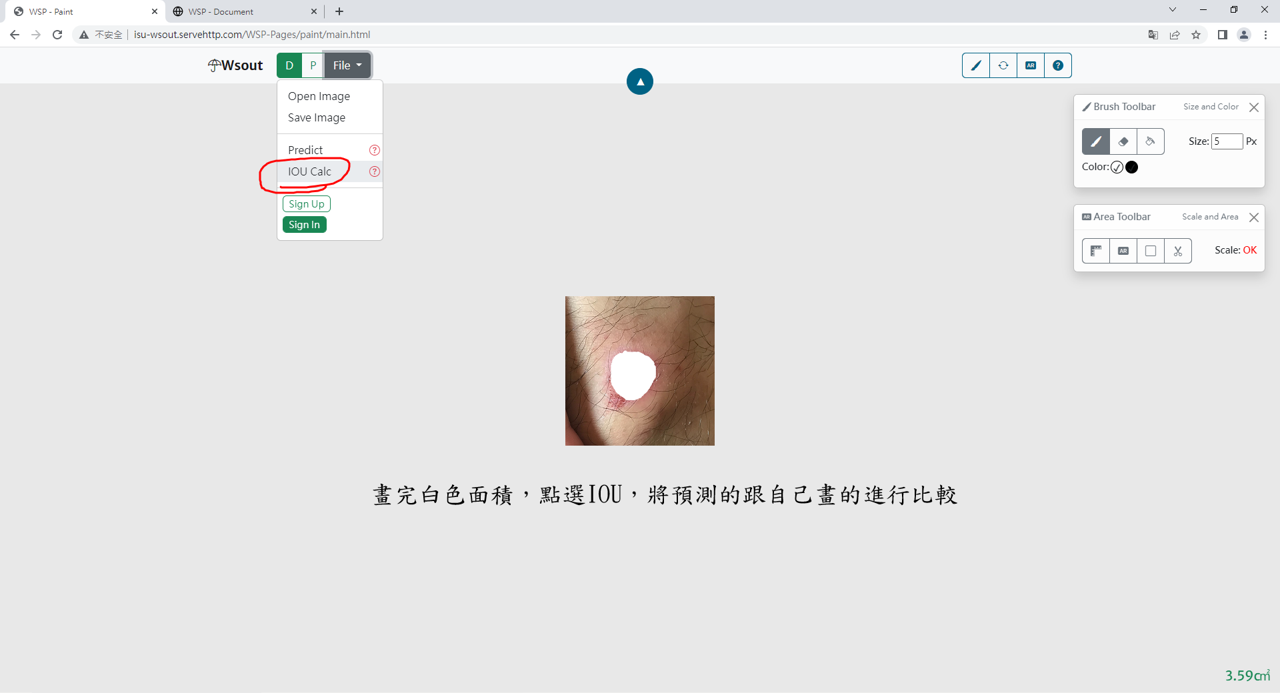 WSP - Paint
WSP - Document
不安全 isu-wsout.servehttp.com/WSP-Pages/paint/main.html
Wsout D P File AR ?
Open Image
Save Image
Predict ?
IOU Calc ?
Sign Up
Sign In
Brush Toolbar Size and Color
Size: 5 Px
Color:
AR Area Toolbar Scale and Area
AR Scale: OK
畫完白色面積，點選IOU，將預測的跟自己畫的進行比較
3.59c㎡